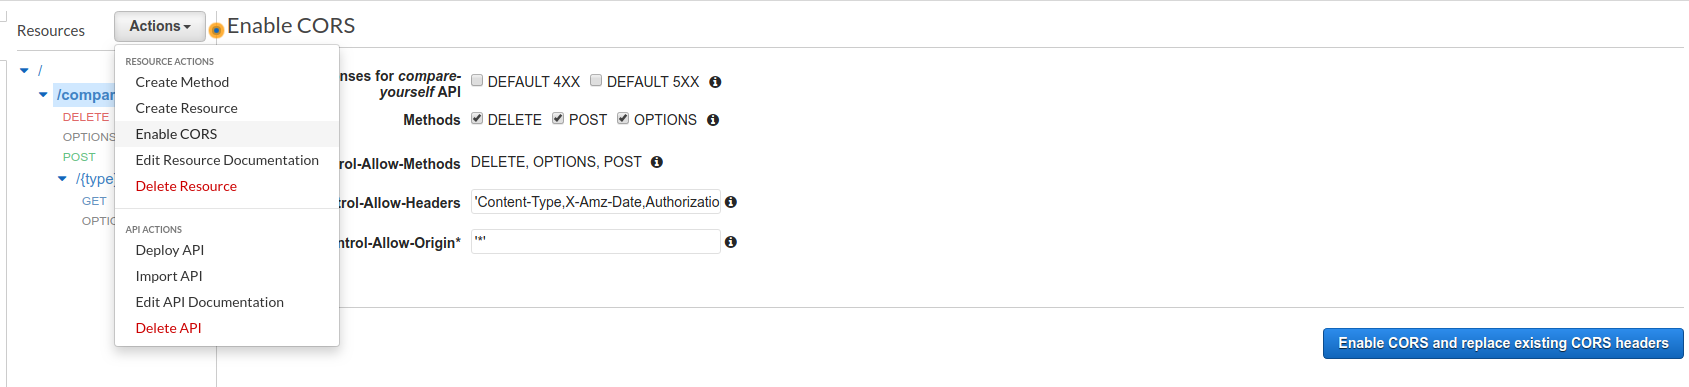 Resources
Actions
Enable CORS
/
/compar
DELETE
OPTIONS
POST
/{type}
GET
OPTIC
RESOURCE ACTIONS
Create Method
Create Resource
Enable CORS
Edit Resource Documentation
Delete Resource
API ACTIONS
Deploy API
Import API
Edit API Documentation
Delete API
nses for compare-
yourself API
DEFAULT 4XX DEFAULT 5XX
Methods DELETE POST OPTIONS
rol-Allow-Methods DELETE, OPTIONS, POST
trol-Allow-Headers 'Content-Type,X-Amz-Date,Authorizatio
ntrol-Allow-Origin* '*'
Enable CORS and replace existing CORS headers